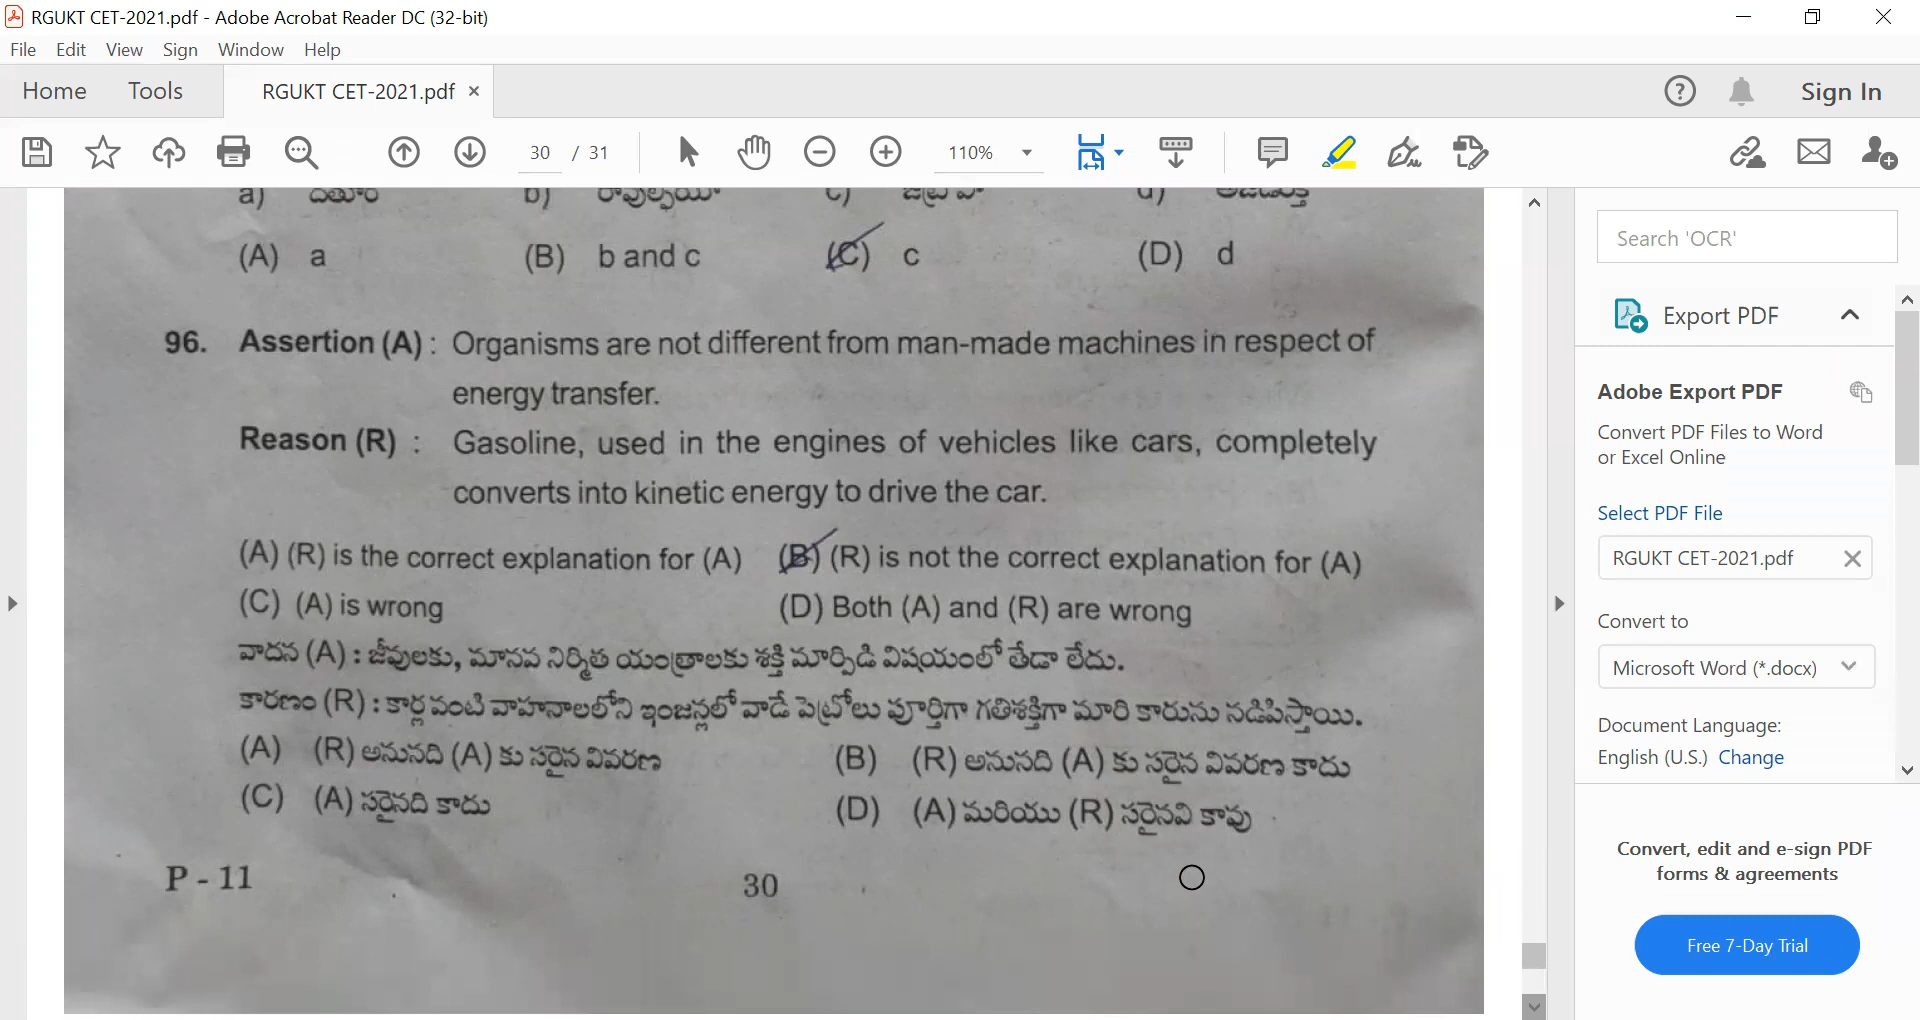 RGUKT CET-2021.pdf - Adobe Acrobat Reader DC (32-bit)
File Edit View Sign Window Help
Home Tools RGUKT CET-2021.pdf × Sign In
30 / 31 110%
a) b) c) d)
(A) a (B) b and c (C) c (D) d
96. Assertion (A) : Organisms are not different from man-made machines in respect of
energy transfer.
Reason (R) : Gasoline, used in the engines of vehicles like cars, completely
converts into kinetic energy to drive the car.
(A) (R) is the correct explanation for (A) (B) (R) is not the correct explanation for (A)
(C) (A) is wrong (D) Both (A) and (R) are wrong
వాదన (A) : జీవులకు, మానవ నిర్మిత యంత్రాలకు శక్తి మార్పిడి విషయంలో తేడా లేదు.
కారణం (R) : కార్ల వంటి వాహనాలలోని ఇంజన్లలో వాడే పెట్రోలు పూర్తిగా గతిశక్తిగా మారి కారును నడిపిస్తాయి.
(A) (R) అనునది (A) కు సరైన వివరణ (B) (R) అనునది (A) కు సరైన వివరణ కాదు
(C) (A) సరైనది కాదు (D) (A) మరియు (R) సరైనవి కావు
P - 11 30
Search 'OCR'
Export PDF
Adobe Export PDF
Convert PDF Files to Word
or Excel Online
Select PDF File
RGUKT CET-2021.pdf
Convert to
Microsoft Word (*.docx)
Document Language:
English (U.S.) Change
Convert, edit and e-sign PDF
forms & agreements
Free 7-Day Trial